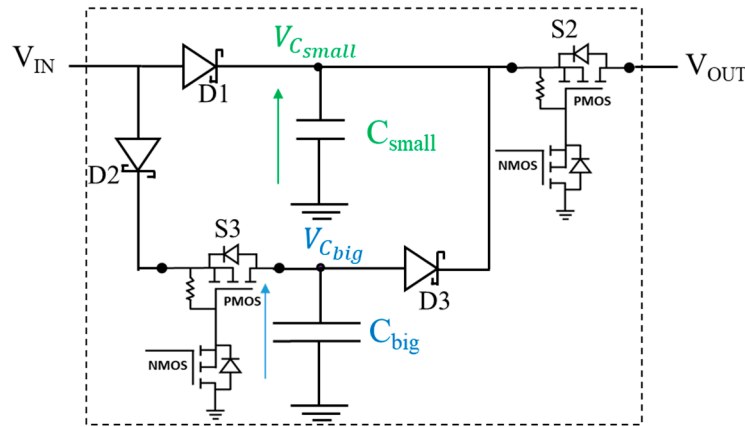 V_IN
D1
V_C_small
S2
V_OUT
PMOS
C_small
NMOS
D2
S3
V_C_big
D3
PMOS
C_big
NMOS